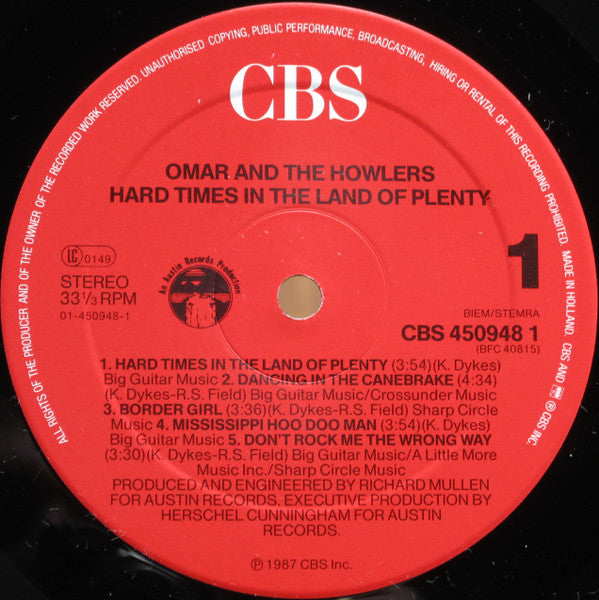 ALL RIGHTS OF THE PRODUCER AND OF THE OWNER OF THE RECORDED WORK RESERVED. UNAUTHORISED COPYING, PUBLIC PERFORMANCE, BROADCASTING, HIRING OR RENTAL OF THIS RECORDING PROHIBITED. MADE IN HOLLAND. CBS AND ℗ CBS INC.
CBS
OMAR AND THE HOWLERS
HARD TIMES IN THE LAND OF PLENTY
1
LC 0149
STEREO
33 1/3 RPM
01-450948-1
An Austin Records Production
BIEM/STEMRA
CBS 450948 1
(BFC 40815)
1. HARD TIMES IN THE LAND OF PLENTY (3:54)(K. Dykes)
Big Guitar Music 2. DANCING IN THE CANEBRAKE (4:34)
(K. Dykes-R.S. Field) Big Guitar Music/Crossunder Music
3. BORDER GIRL (3:36)(K. Dykes-R.S. Field) Sharp Circle
Music 4. MISSISSIPPI HOO DOO MAN (3:54)(K. Dykes)
Big Guitar Music 5. DON'T ROCK ME THE WRONG WAY
(3:30)(K. Dykes-R.S. Field) Big Guitar Music/A Little More
Music Inc./Sharp Circle Music
PRODUCED AND ENGINEERED BY RICHARD MULLEN
FOR AUSTIN RECORDS. EXECUTIVE PRODUCTION BY
HERSCHEL CUNNINGHAM FOR AUSTIN
RECORDS.
℗ 1987 CBS Inc.